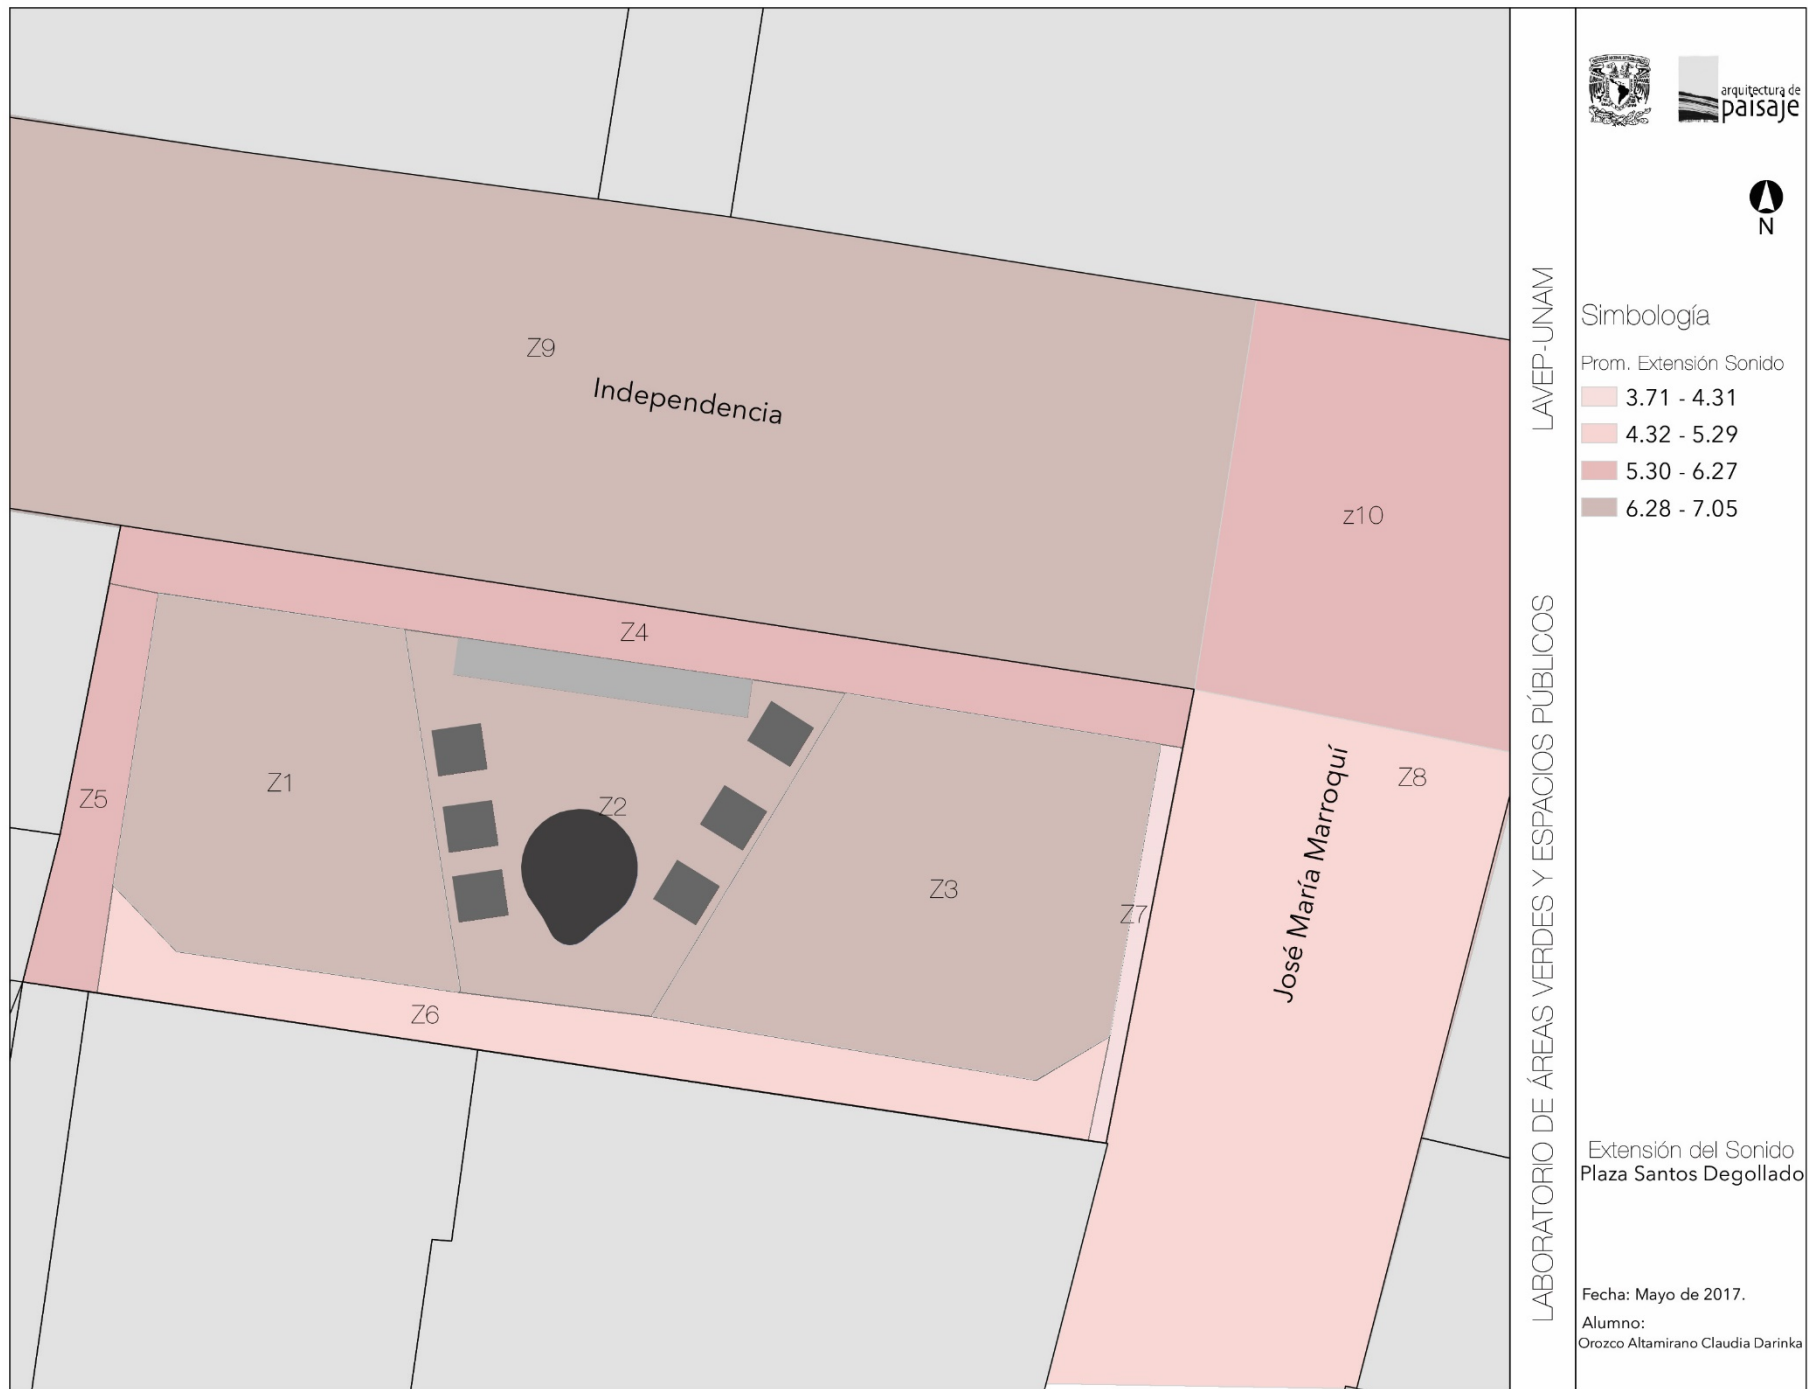 Z9
Independencia
z10
Z4
Z1
Z2
Z3
Z5
Z6
Z7
Z8
José María Marroquí
LABORATORIO DE ÁREAS VERDES Y ESPACIOS PÚBLICOS LAVEP-UNAM
arquitectura de
paisaje
N
Simbología
Prom. Extensión Sonido
3.71 - 4.31
4.32 - 5.29
5.30 - 6.27
6.28 - 7.05
Extensión del Sonido
Plaza Santos Degollado
Fecha: Mayo de 2017.
Alumno:
Orozco Altamirano Claudia Darinka